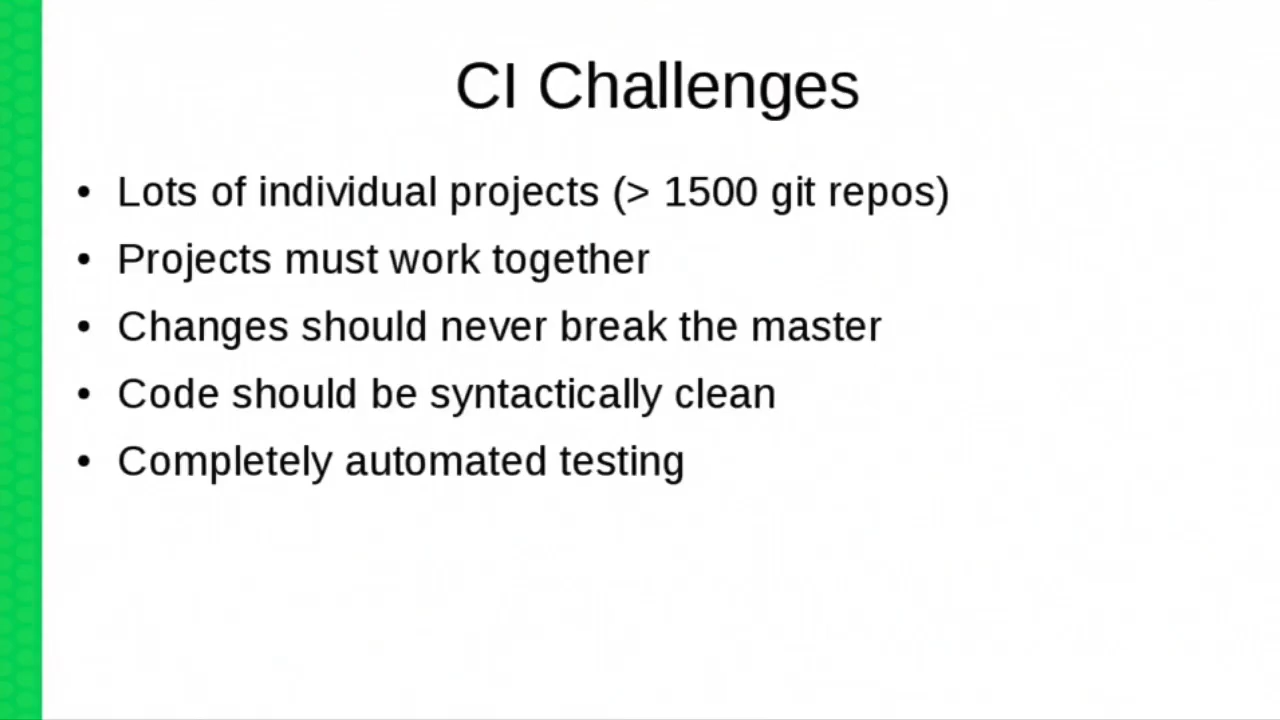 CI Challenges
• Lots of individual projects (> 1500 git repos)
• Projects must work together
• Changes should never break the master
• Code should be syntactically clean
• Completely automated testing